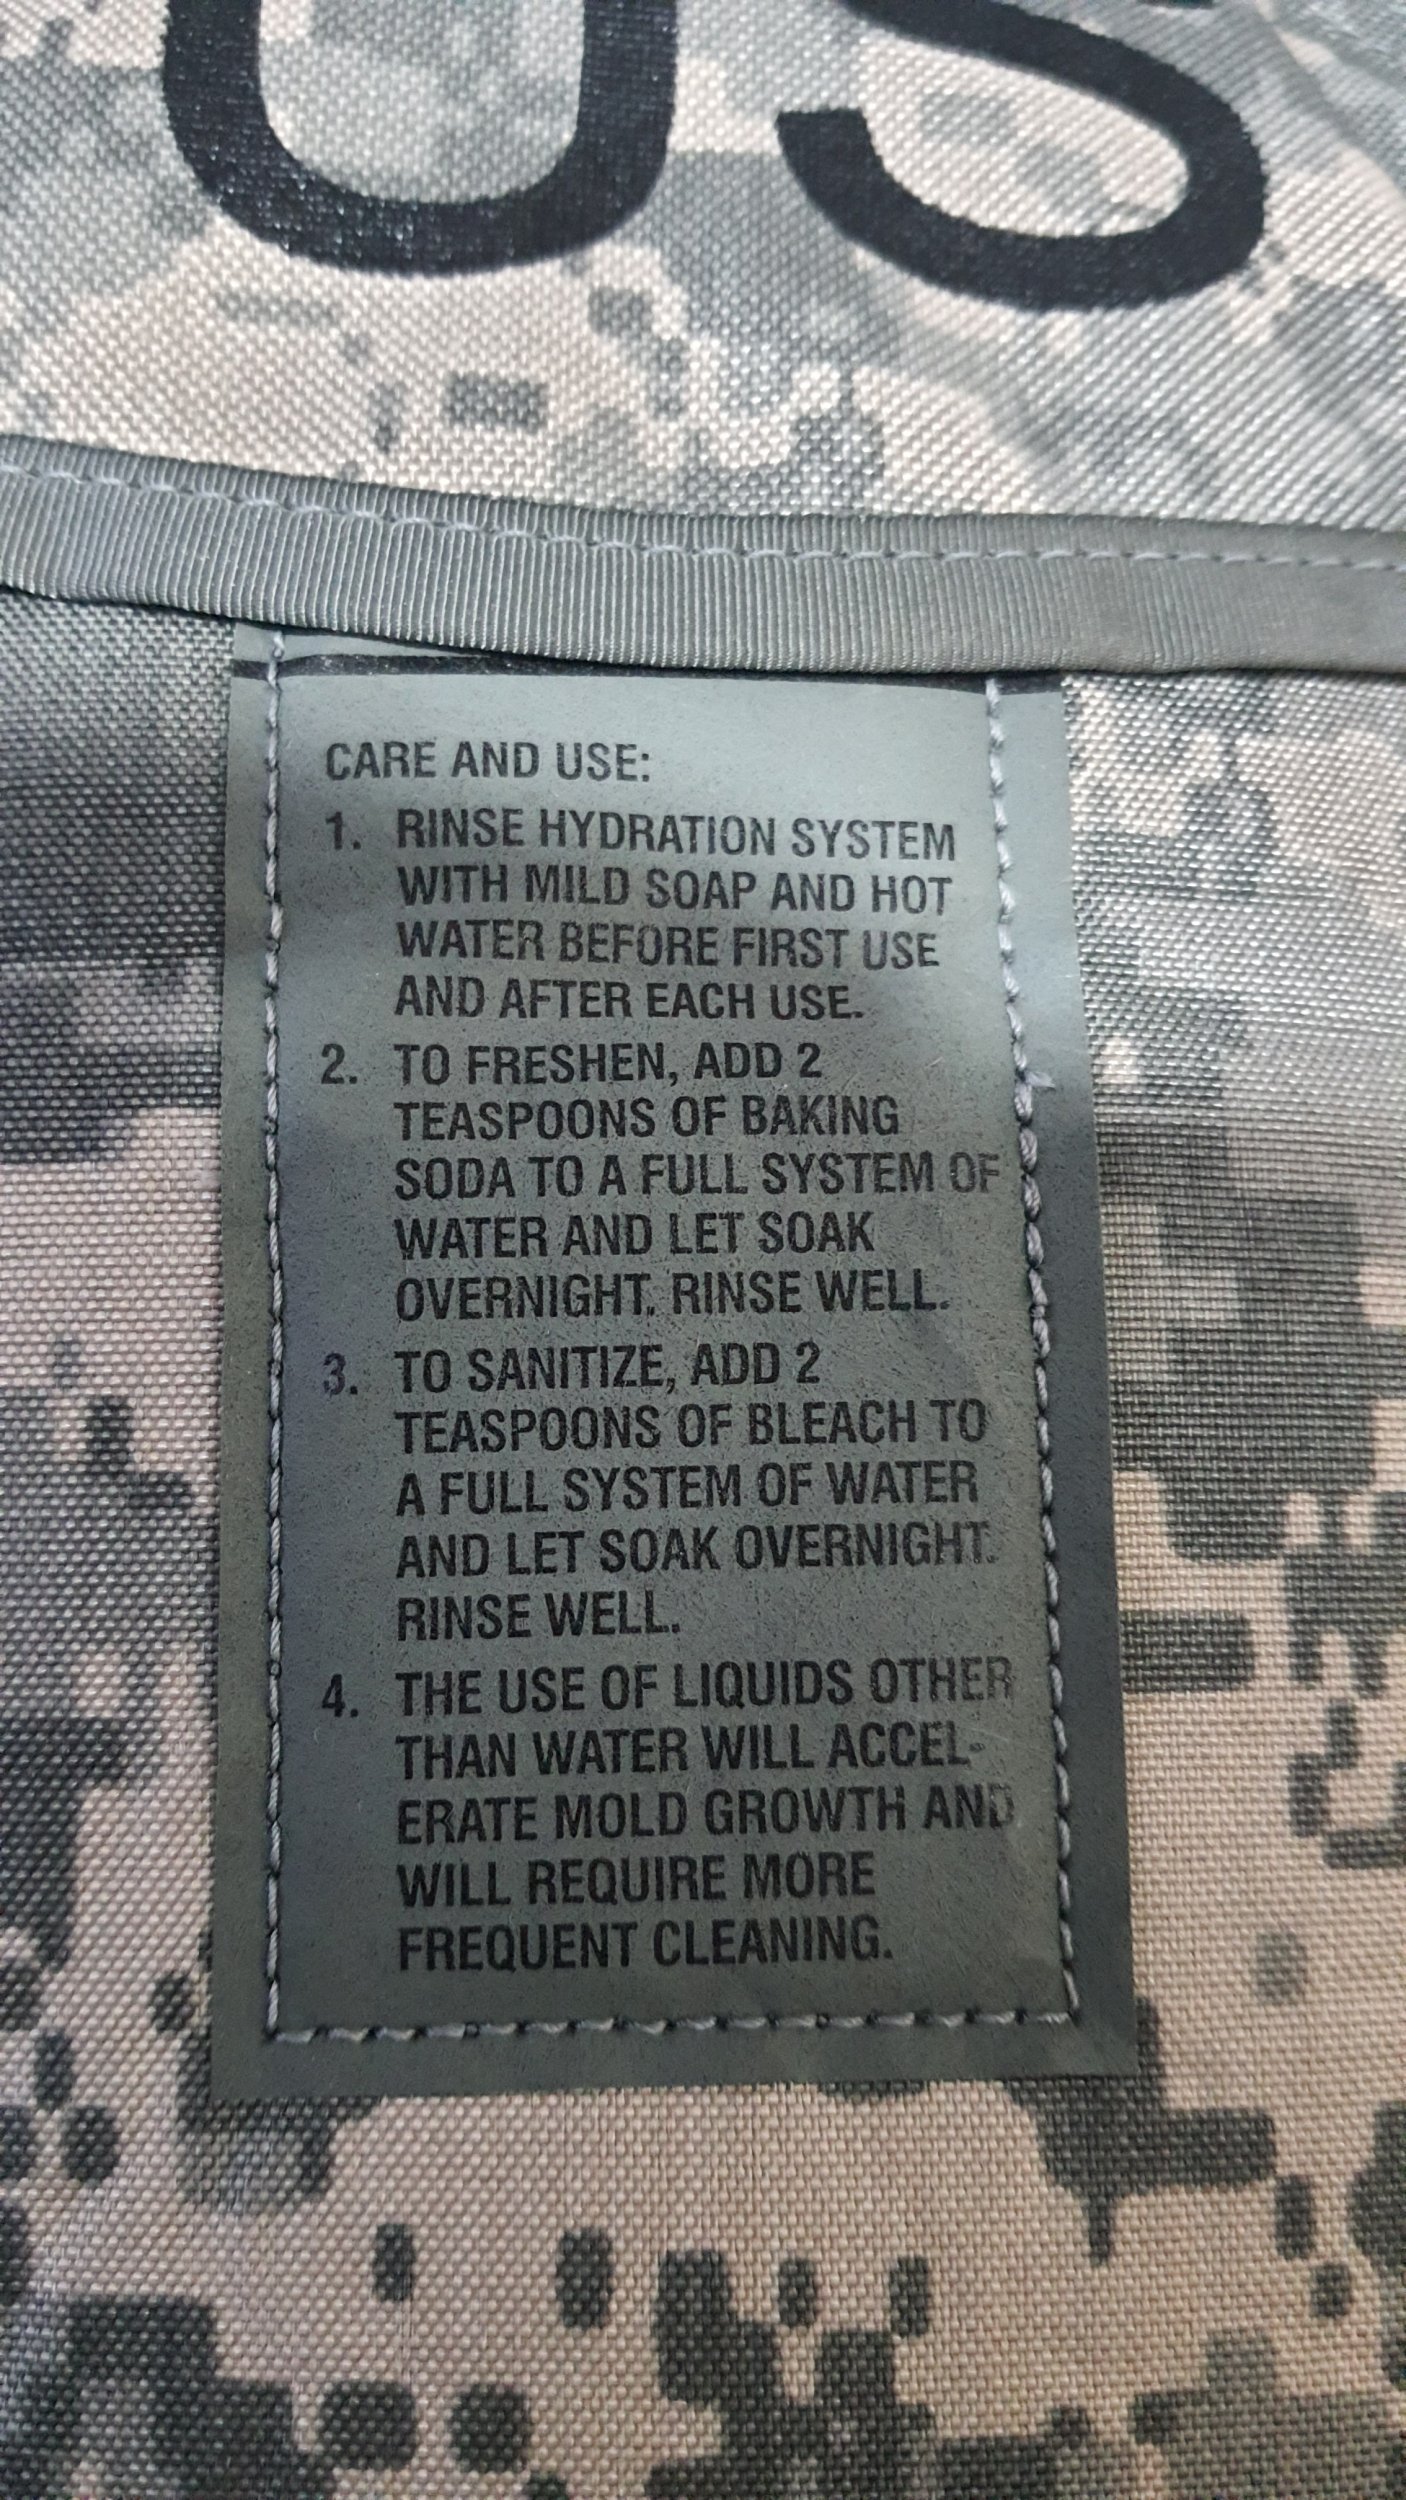 US
CARE AND USE:
1. RINSE HYDRATION SYSTEM
WITH MILD SOAP AND HOT
WATER BEFORE FIRST USE
AND AFTER EACH USE.
2. TO FRESHEN, ADD 2
TEASPOONS OF BAKING
SODA TO A FULL SYSTEM OF
WATER AND LET SOAK
OVERNIGHT. RINSE WELL.
3. TO SANITIZE, ADD 2
TEASPOONS OF BLEACH TO
A FULL SYSTEM OF WATER
AND LET SOAK OVERNIGHT.
RINSE WELL.
4. THE USE OF LIQUIDS OTHER
THAN WATER WILL ACCEL-
ERATE MOLD GROWTH AND
WILL REQUIRE MORE
FREQUENT CLEANING.